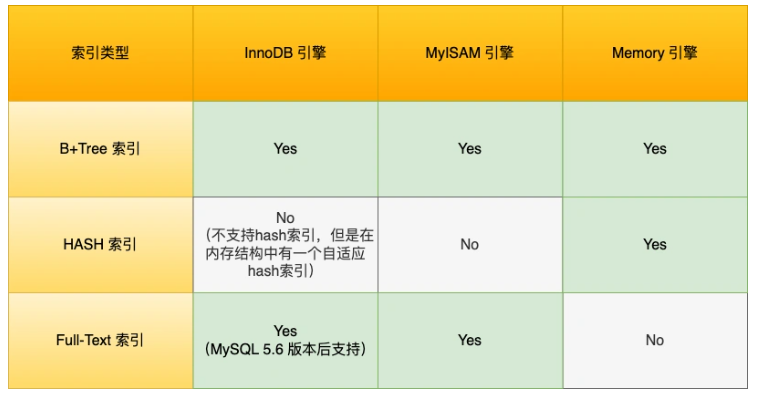 索引类型
InnoDB 引擎
MyISAM 引擎
Memory 引擎
B+Tree 索引
Yes
Yes
Yes
HASH 索引
No
（不支持hash索引，但是在
内存结构中有一个自适应
hash索引）
No
Yes
Full-Text 索引
Yes
（MySQL 5.6 版本后支持）
Yes
No